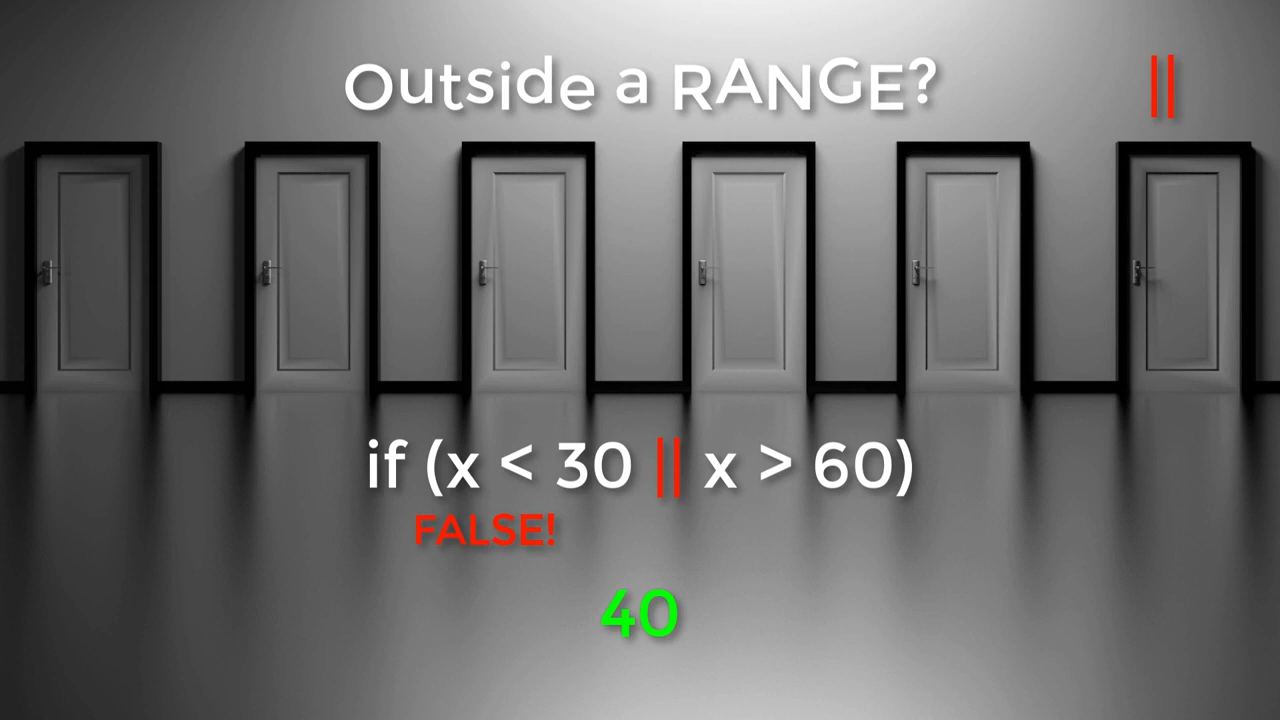 Outside a RANGE?
||
if (x < 30 || x > 60)
FALSE!
40